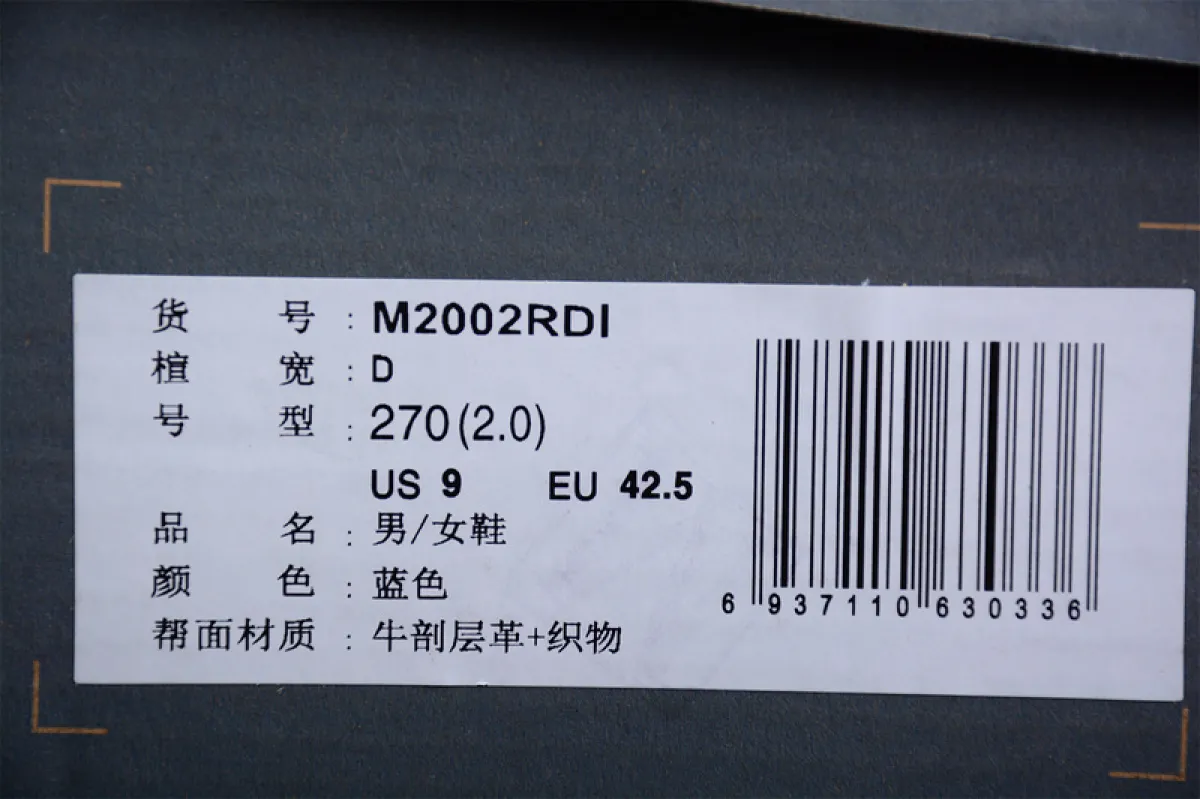 货号:M2002RDI
楦宽:D
号型:270(2.0)
US 9 EU 42.5
品名:男/女鞋
颜色:蓝色
帮面材质:牛剖层革+织物
6 937110 630336